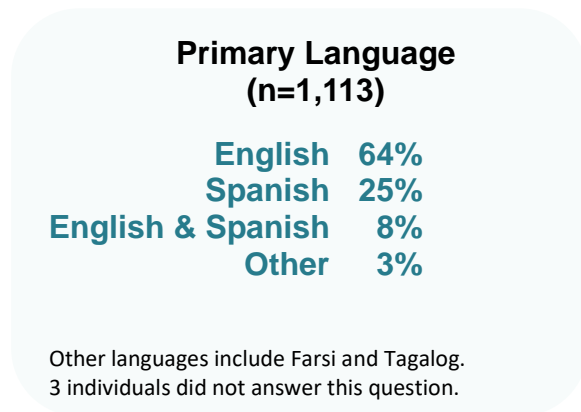 Primary Language
(n=1,113)
English 64%
Spanish 25%
English & Spanish 8%
Other 3%
Other languages include Farsi and Tagalog.
3 individuals did not answer this question.